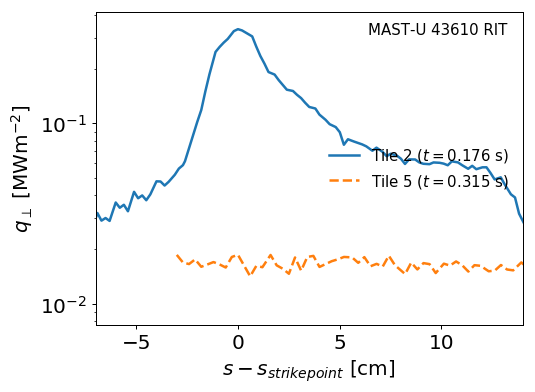 MAST-U 43610 RIT
10⁻¹
10⁻²
q⊥ [MWm⁻²]
Tile 2 (t = 0.176 s)
Tile 5 (t = 0.315 s)
−5 0 5 10
s − s_strikepoint [cm]